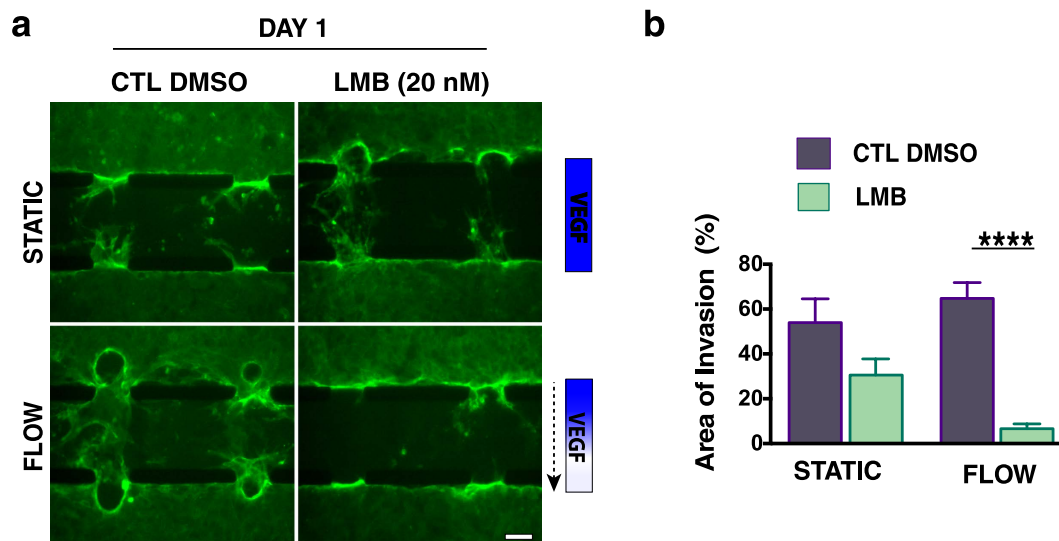 a
DAY 1
CTL DMSO
LMB (20 nM)
STATIC
VEGF
FLOW
VEGF
b
CTL DMSO
LMB
Area of Invasion (%)
****
80
60
40
20
0
STATIC
FLOW